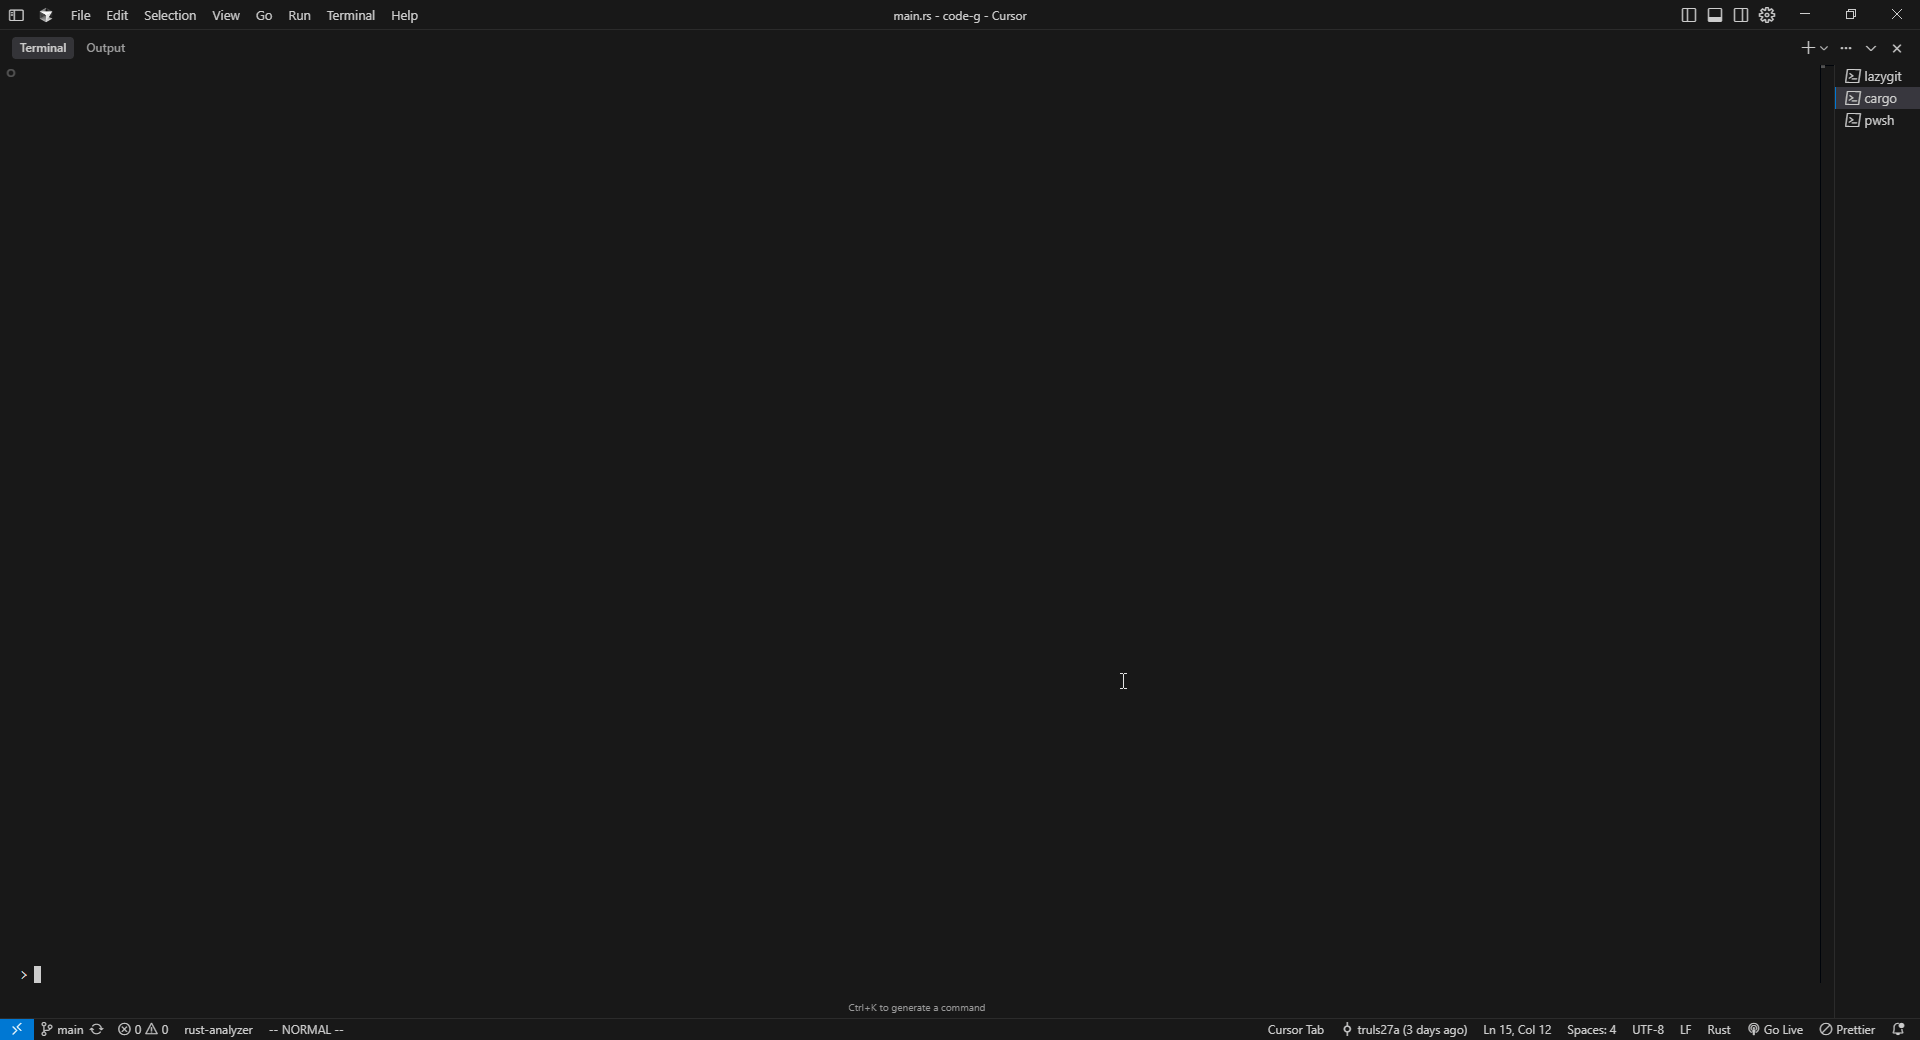 File Edit Selection View Go Run Terminal Help main.rs - code-g - Cursor
Terminal Output
lazygit
cargo
pwsh
>
Ctrl+K to generate a command
main 0 0 rust-analyzer -- NORMAL -- Cursor Tab truls27a (3 days ago) Ln 15, Col 12 Spaces: 4 UTF-8 LF Rust Go Live Prettier